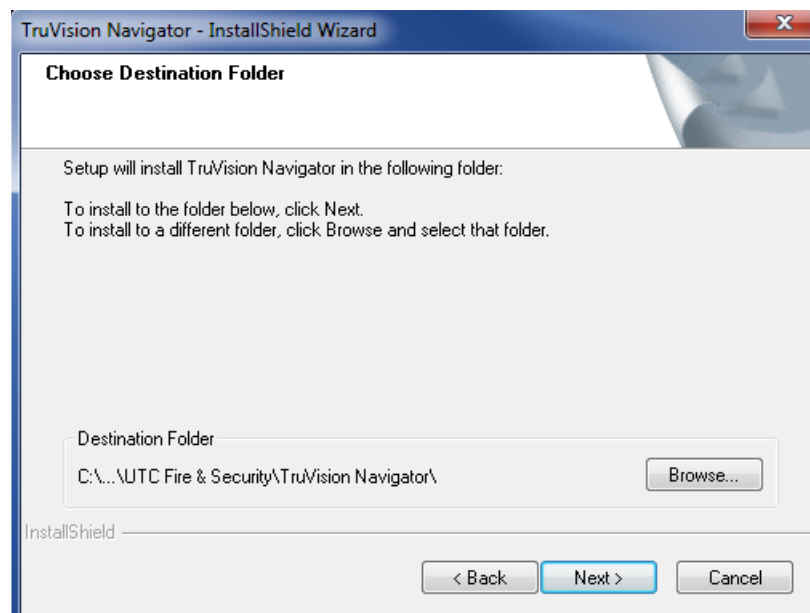 TruVision Navigator - InstallShield Wizard
Choose Destination Folder
Setup will install TruVision Navigator in the following folder:
To install to the folder below, click Next.
To install to a different folder, click Browse and select that folder.
Destination Folder
C:\...\UTC Fire & Security\TruVision Navigator\
Browse...
InstallShield
< Back
Next >
Cancel